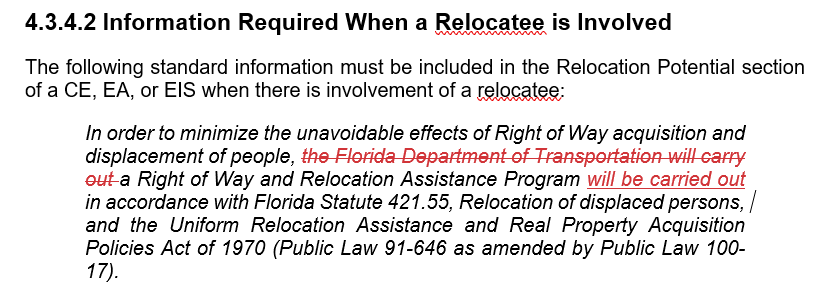 4.3.4.2 Information Required When a Relocatee is Involved
The following standard information must be included in the Relocation Potential section
of a CE, EA, or EIS when there is involvement of a relocatee:
In order to minimize the unavoidable effects of Right of Way acquisition and
displacement of people, the Florida Department of Transportation will carry
out a Right of Way and Relocation Assistance Program will be carried out
in accordance with Florida Statute 421.55, Relocation of displaced persons,
and the Uniform Relocation Assistance and Real Property Acquisition
Policies Act of 1970 (Public Law 91-646 as amended by Public Law 100-
17).